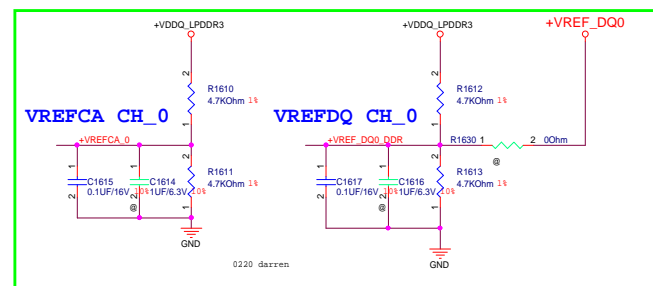 +VREF_DQ0
+VDDQ_LPDDR3
+VDDQ_LPDDR3
2
R1610
4.7KOhm 1%
1
2
R1612
4.7KOhm 1%
1
VREFCA CH_0
VREFDQ CH_0
+VREFCA_0
+VREF_DQ0_DDR
R1630 1
2 0Ohm
@
1
C1615
0.1UF/16V 10%
2
1
C1614
1UF/6.3V 10%
2
@
2
R1611
4.7KOhm 1%
1
1
C1617
0.1UF/16V 10%
2
1
C1616
1UF/6.3V 10%
2
@
2
R1613
4.7KOhm 1%
1
GND
GND
0220 darren